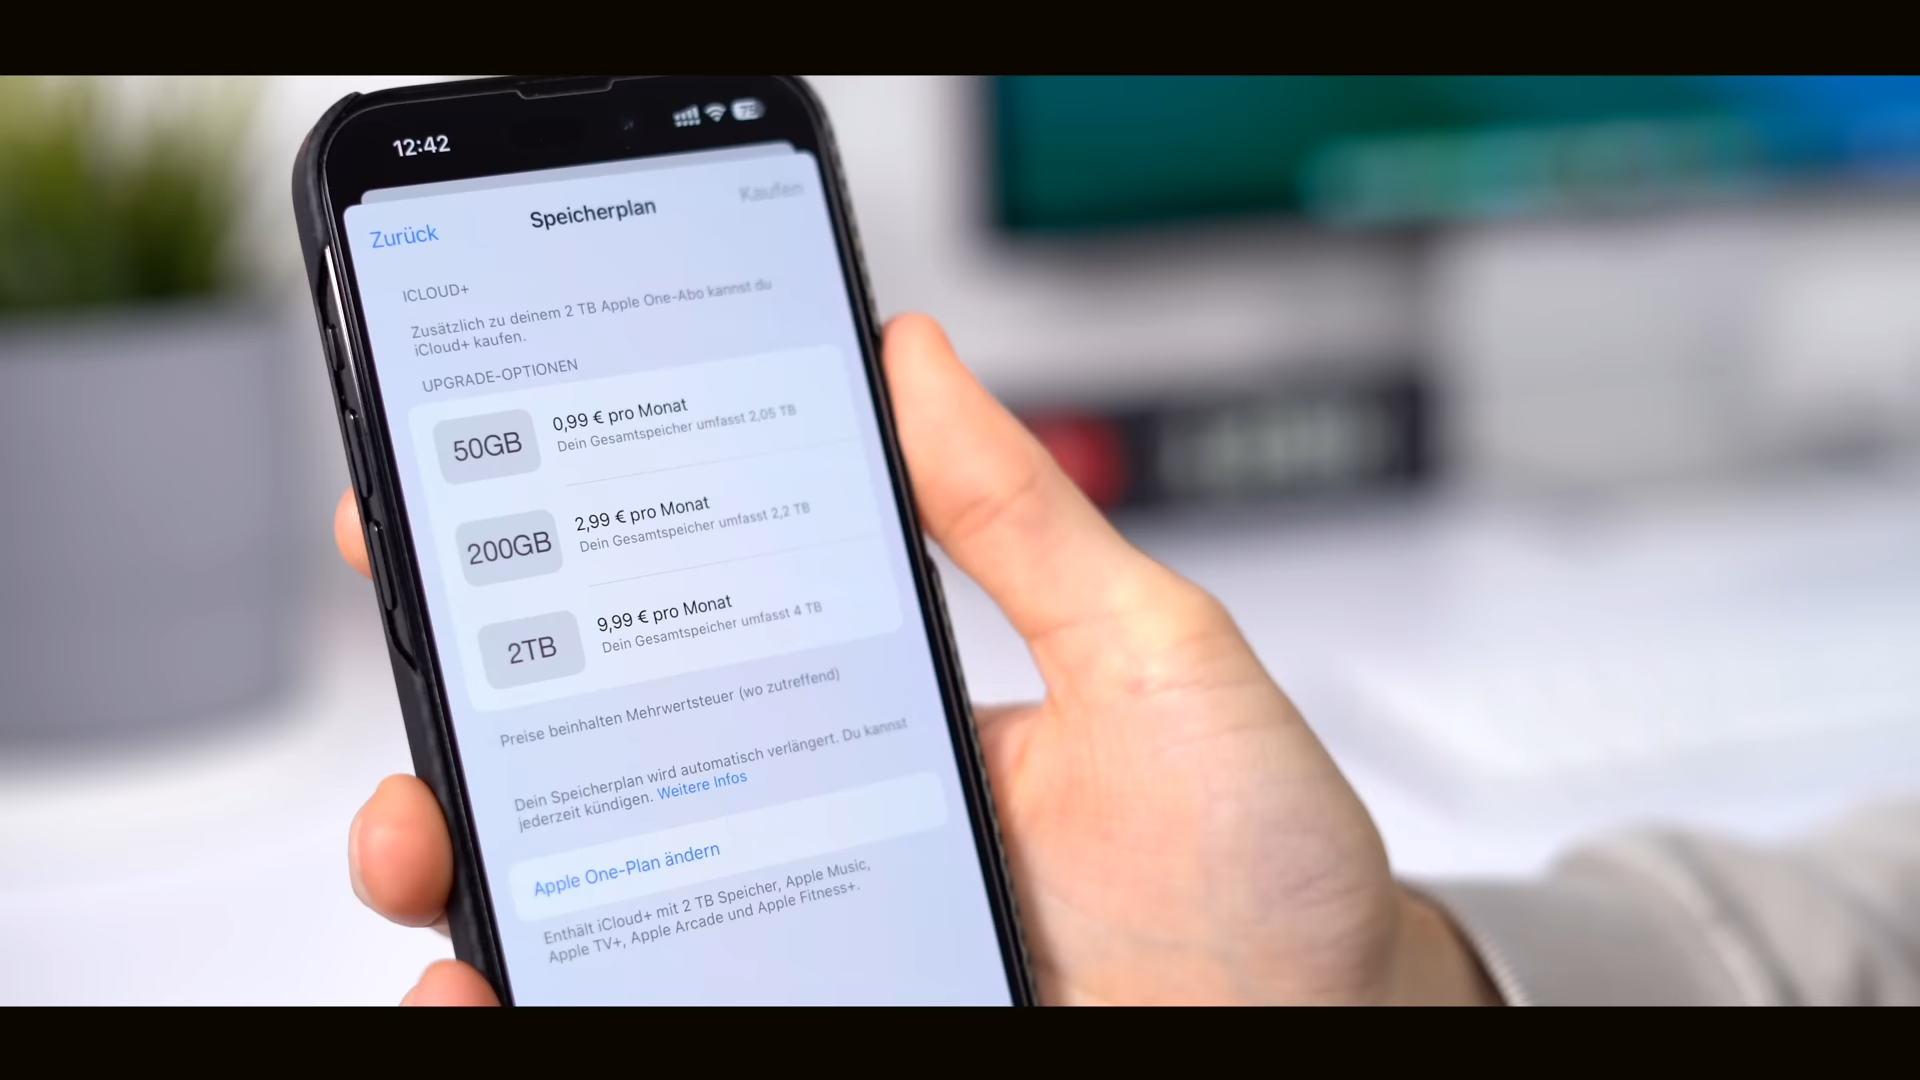 12:42
Zurück
Speicherplan
Kaufen
ICLOUD+
Zusätzlich zu deinem 2 TB Apple One-Abo kannst du
iCloud+ kaufen.
UPGRADE-OPTIONEN
50GB
0,99 € pro Monat
Dein Gesamtspeicher umfasst 2,05 TB
200GB
2,99 € pro Monat
Dein Gesamtspeicher umfasst 2,2 TB
2TB
9,99 € pro Monat
Dein Gesamtspeicher umfasst 4 TB
Preise beinhalten Mehrwertsteuer (wo zutreffend)
Dein Speicherplan wird automatisch verlängert. Du kannst
jederzeit kündigen. Weitere Infos
Apple One-Plan ändern
Enthält iCloud+ mit 2 TB Speicher, Apple Music,
Apple TV+, Apple Arcade und Apple Fitness+.